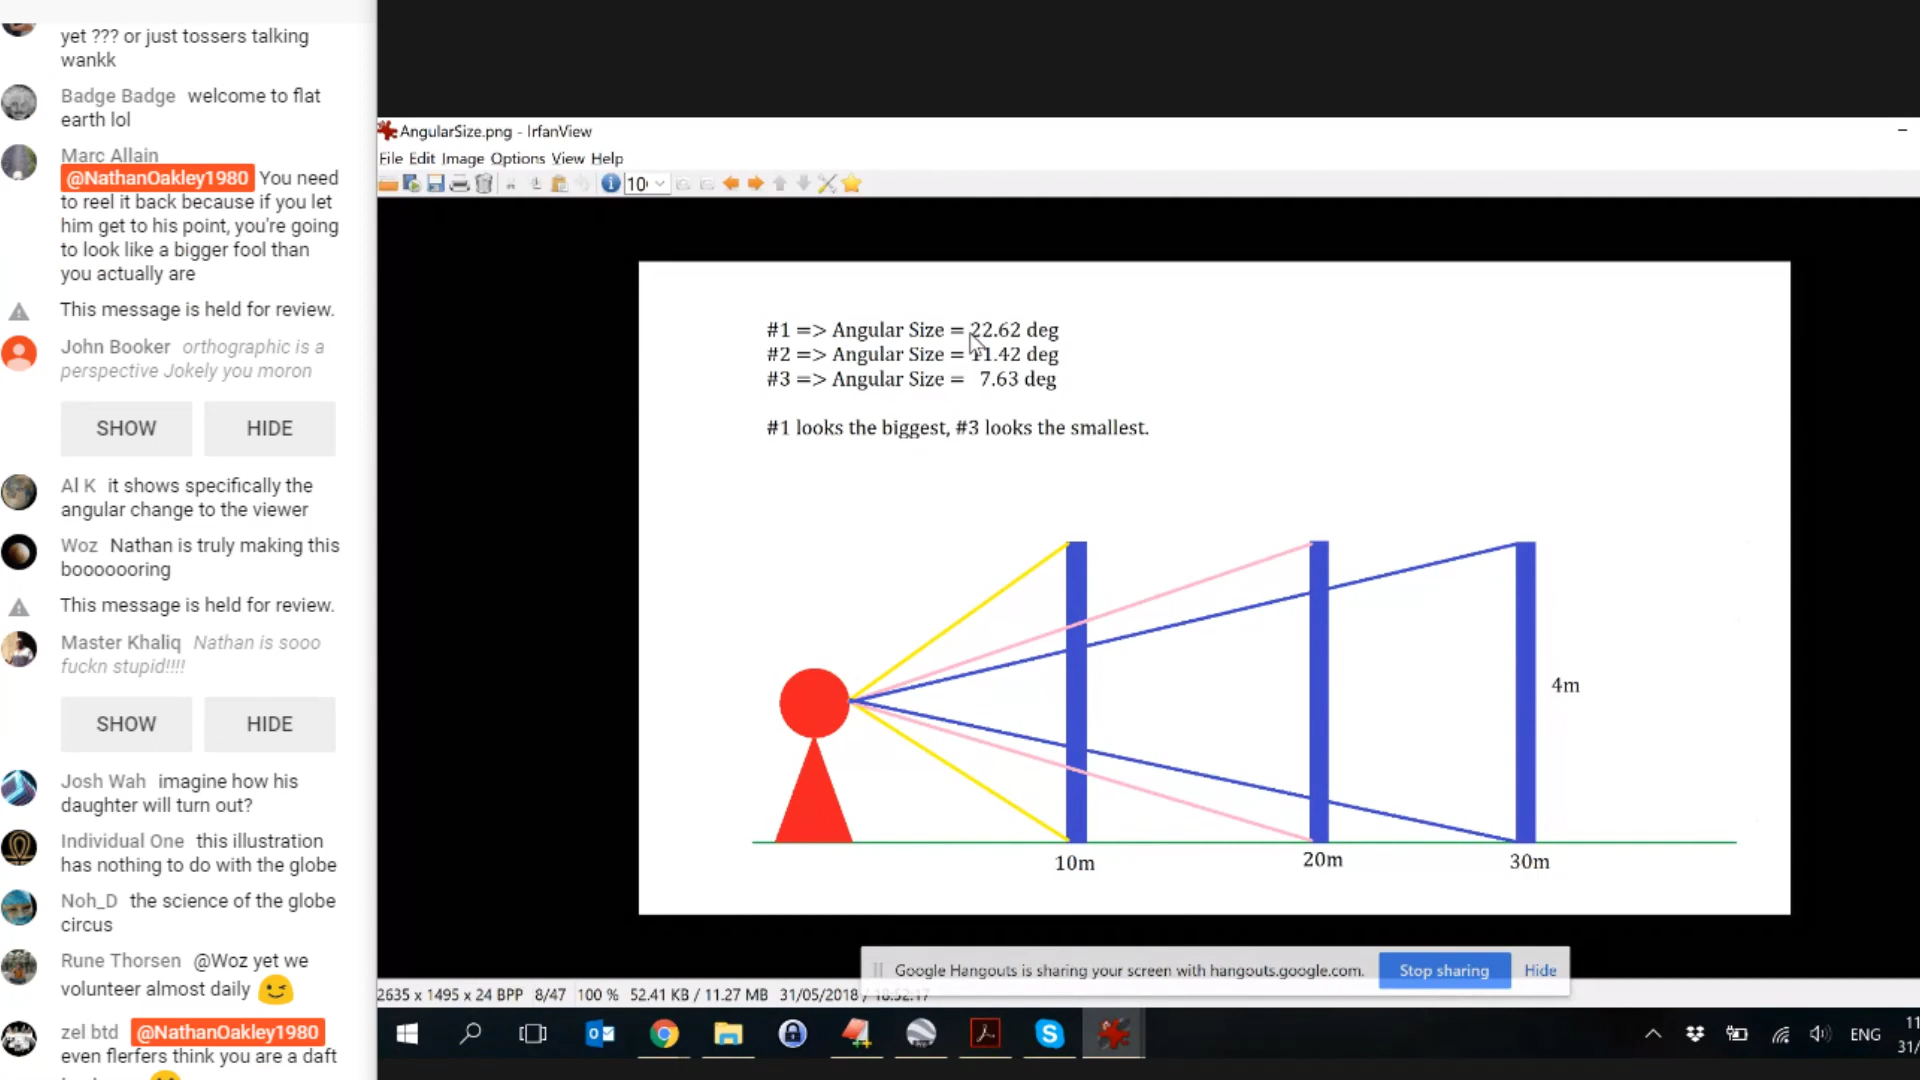 yet ??? or just tossers talking
wankk
Badge Badge welcome to flat
earth lol
Marc Allain
@NathanOakley1980 You need
to reel it back because if you let
him get to his point, you're going
to look like a bigger fool than
you actually are
This message is held for review.
John Booker orthographic is a
perspective Jokely you moron
SHOW HIDE
Al K it shows specifically the
angular change to the viewer
Woz Nathan is truly making this
booooooring
This message is held for review.
Master Khaliq Nathan is sooo
fuckn stupid!!!!
SHOW HIDE
Josh Wah imagine how his
daughter will turn out?
Individual One this illustration
has nothing to do with the globe
Noh_D the science of the globe
circus
Rune Thorsen @Woz yet we
volunteer almost daily
zel btd @NathanOakley1980
even flerfers think you are a daft
AngularSize.png - IrfanView
File Edit Image Options View Help
10
#1 => Angular Size = 22.62 deg
#2 => Angular Size = 11.42 deg
#3 => Angular Size = 7.63 deg
#1 looks the biggest, #3 looks the smallest.
4m
10m 20m 30m
Google Hangouts is sharing your screen with hangouts.google.com. Stop sharing Hide
2635 x 1495 x 24 BPP 8/47 100 % 52.41 KB / 11.27 MB 31/05/2018 / 18:52:17
ENG
11
31/